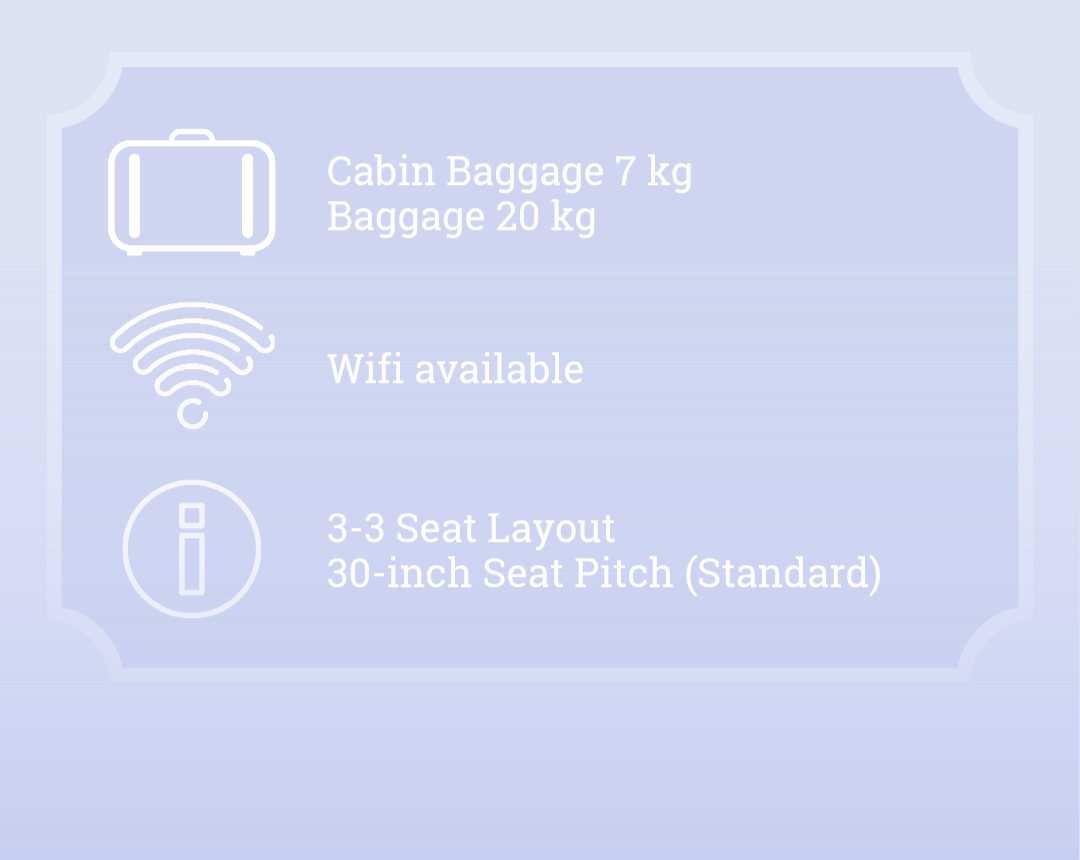 Cabin Baggage 7 kg
Baggage 20 kg
Wifi available
3-3 Seat Layout
30-inch Seat Pitch (Standard)